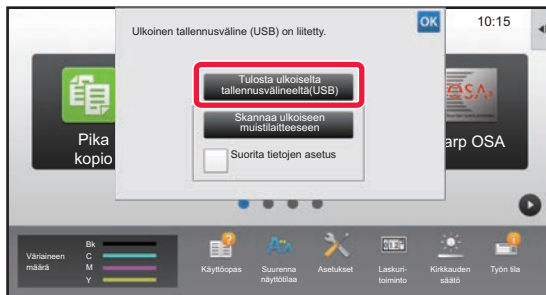 Ulkoinen tallennusväline (USB) on liitetty.
OK
10:15
Tulosta ulkoiselta
tallennusvälineeltä(USB)
Skannaa ulkoiseen
muistilaitteeseen
Suorita tietojen asetus
Pika
kopio
OSA
arp OSA
Väriaineen
määrä
Bk
C
M
Y
Käyttöopas
Suurenna
näyttötilaa
Asetukset
Laskuri-
toiminto
Kirkkauden
säätö
Työn tila